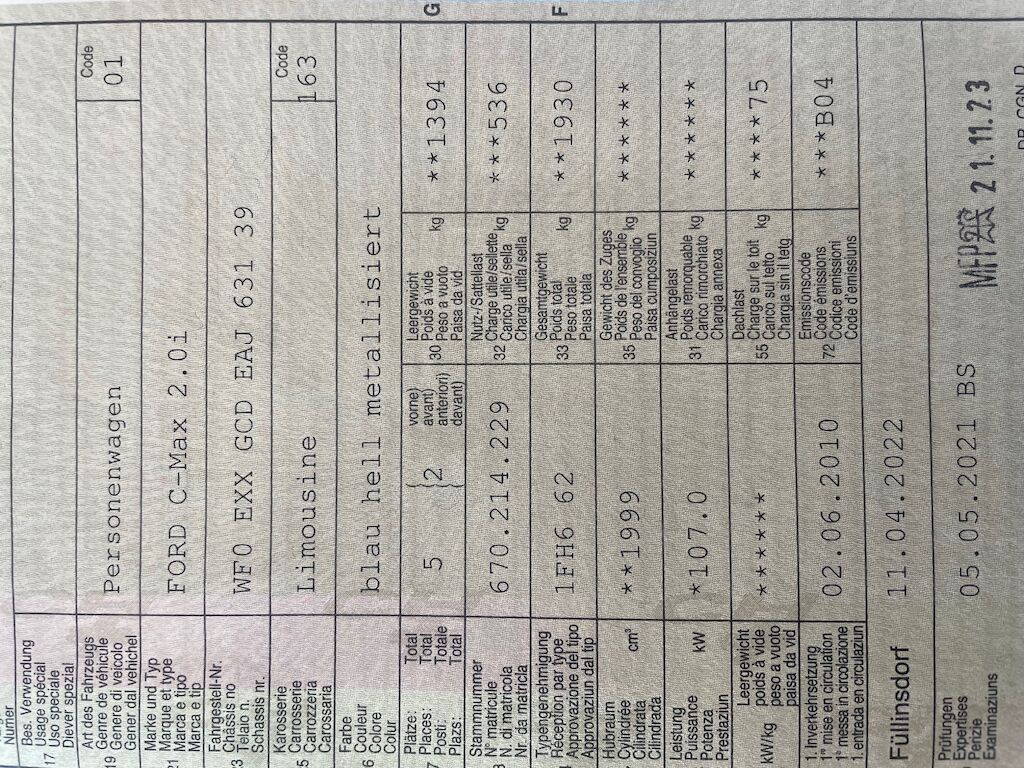 Numer
17
Bes. Verwendung
Usage spécial
Uso speciale
Diever spezial
19
Art des Fahrzeugs
Genre de véhicule
Genere di veicolo
Gener dal vehichel
Personenwagen
Code
01
21
Marke und Typ
Marque et type
Marca e tipo
Marca e tip
FORD C-Max 2.0i
3
Fahrgestell-Nr.
Châssis no
Telaio n.
Schassis nr.
WF0 EXX GCD EAJ 631 39
5
Karosserie
Carrosserie
Carrozzeria
Carrossaria
Limousine
Code
163
6
Farbe
Couleur
Colore
Colur
blau hell metallisiert
7
Plätze: Total
Places: Total
Posti: Totale
Plazs: Total
5
2
vorne)
avant)
anteriori)
davant)
30
Leergewicht
Poids à vide
Peso a vuoto
Paisa da vid
kg
**1394
G
Stammnummer
N° matricule
N. di matricola
Nr. da matricla
670.214.229
32
Nutz-/Sattellast
Charge utile/sellette
Carico utile/sella
Chargia utila/sella
kg
***536
Typengenehmigung
Réception par type
Approvazione del tipo
Approvaziun dal tip
1FH6 62
33
Gesamtgewicht
Poids total
Peso totale
Paisa totala
kg
**1930
F
Hubraum
Cylindrée
Cilindrata
Cilindrada
cm³
**1999
35
Gewicht des Zuges
Poids de l'ensemble
Peso del convoglio
Paisa cumposiziun
kg
******
Leistung
Puissance
Potenza
Prestaziun
kW
*107.0
31
Anhängelast
Poids remorquable
Carico rimorchiato
Chargia annexa
kg
******
kW/kg
Leergewicht
poids à vide
peso a vuoto
paisa da vid
******
55
Dachlast
Charge sur le toit
Carico sul tetto
Chargia sin il tetg
kg
****75
1. Inverkehrsetzung
1re mise en circulation
1a messa in circolazione
1. entrada en circulaziun
02.06.2010
72
Emissionscode
Code émissions
Codice emissioni
Code d'emissiuns
***B04
Füllinsdorf
11.04.2022
Prüfungen
Expertises
Perizie
Examinaziuns
05.05.2021 BS
MFP
21.11.23